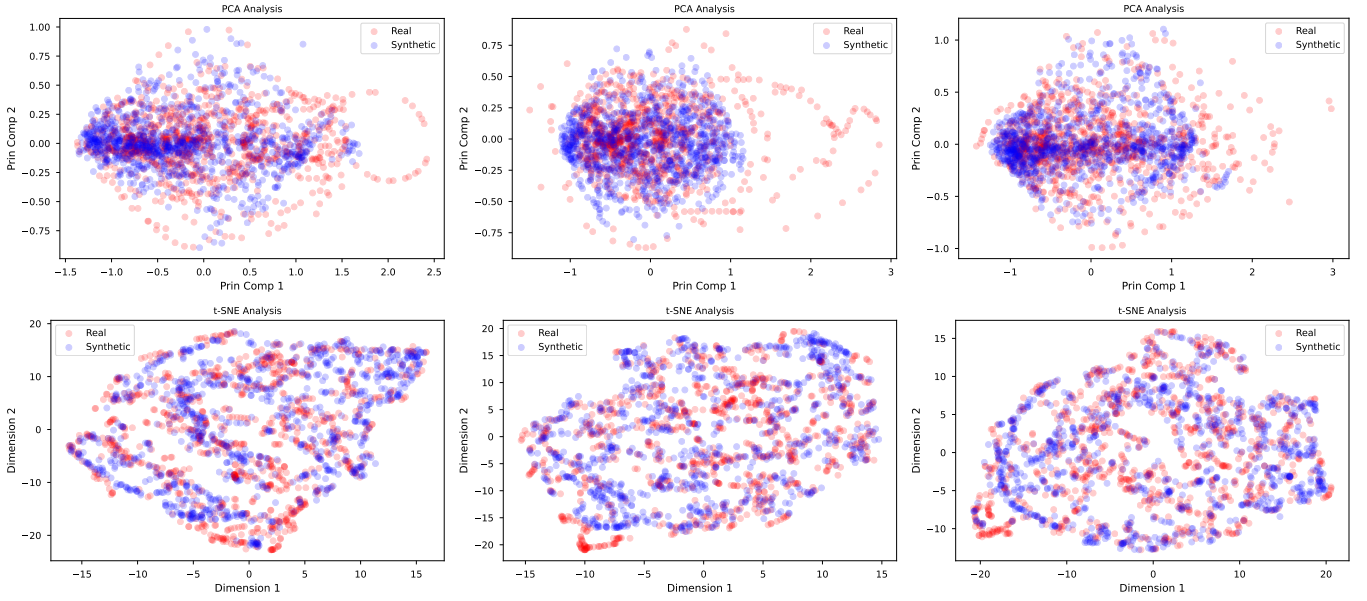 PCA Analysis
Real
Synthetic
1.00
0.75
0.50
0.25
0.00
−0.25
−0.50
−0.75
Prin Comp 2
−1.5
−1.0
−0.5
0.0
0.5
1.0
1.5
2.0
2.5
Prin Comp 1
PCA Analysis
Real
Synthetic
0.75
0.50
0.25
0.00
−0.25
−0.50
−0.75
Prin Comp 2
−1
0
1
2
3
Prin Comp 1
PCA Analysis
Real
Synthetic
1.0
0.5
0.0
−0.5
−1.0
Prin Comp 2
−1
0
1
2
3
Prin Comp 1
t-SNE Analysis
Real
Synthetic
20
10
0
−10
−20
Dimension 2
−15
−10
−5
0
5
10
15
Dimension 1
t-SNE Analysis
Real
Synthetic
20
15
10
5
0
−5
−10
−15
−20
Dimension 2
−15
−10
−5
0
5
10
15
Dimension 1
t-SNE Analysis
Real
Synthetic
15
10
5
0
−5
−10
Dimension 2
−20
−10
0
10
20
Dimension 1